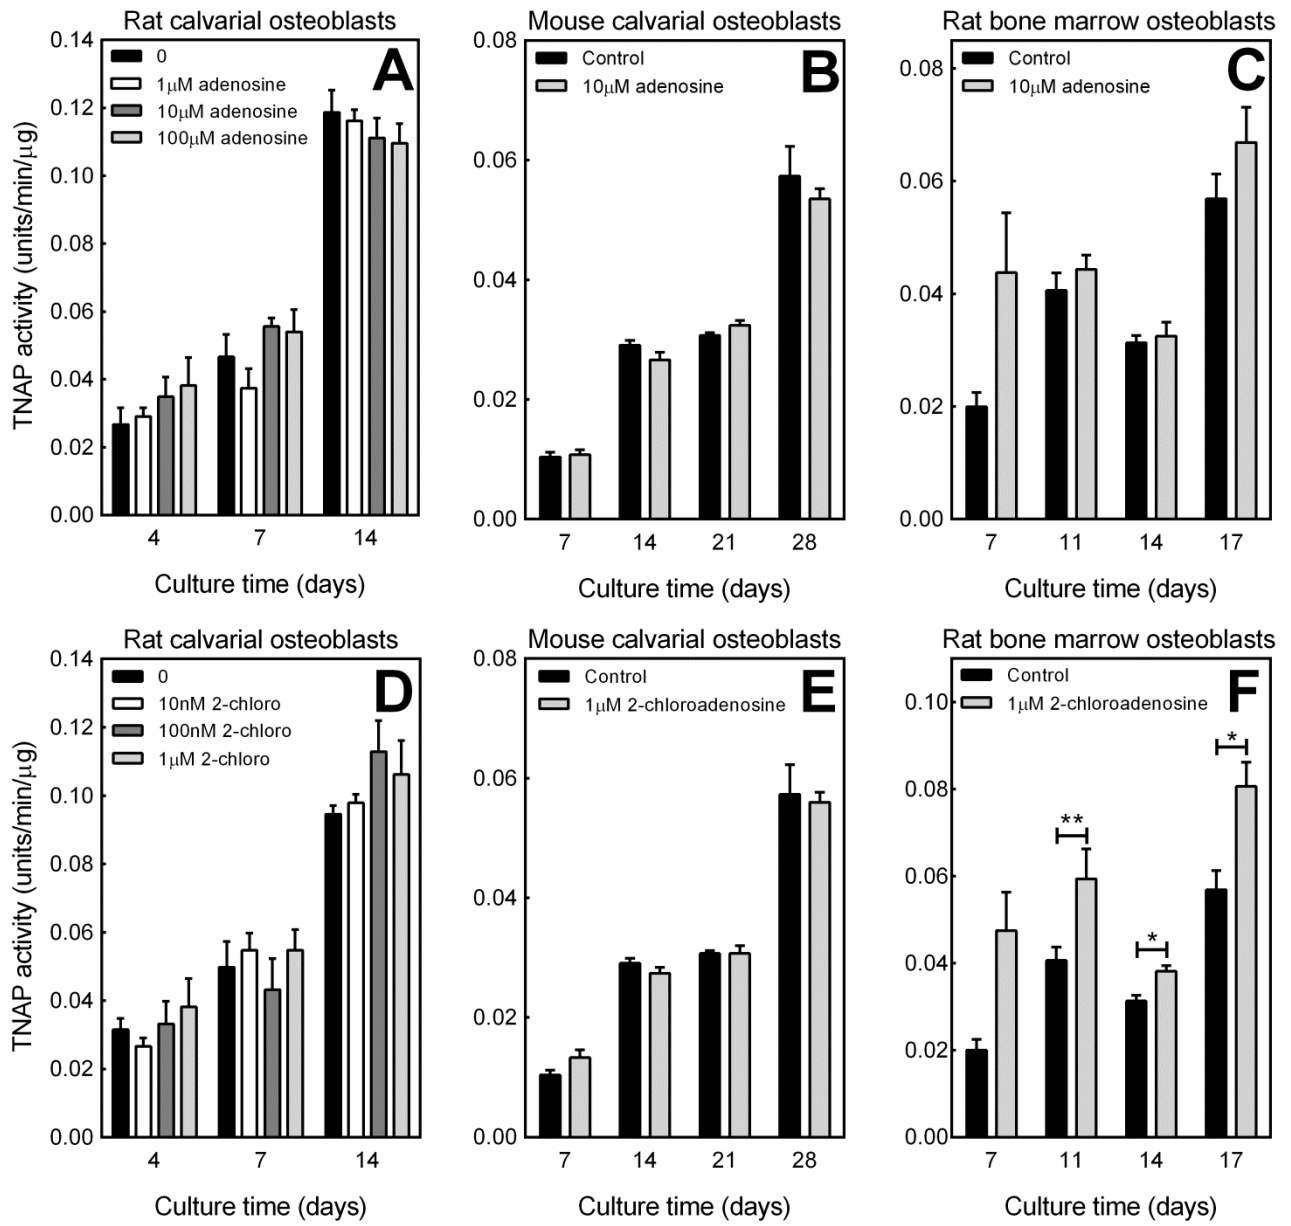 Rat calvarial osteoblasts
A
0
1μM adenosine
10μM adenosine
100μM adenosine
TNAP activity (units/min/μg)
0.14
0.12
0.10
0.08
0.06
0.04
0.02
0.00
4 7 14
Culture time (days)
Mouse calvarial osteoblasts
B
Control
10μM adenosine
0.08
0.06
0.04
0.02
0.00
7 14 21 28
Culture time (days)
Rat bone marrow osteoblasts
C
Control
10μM adenosine
0.08
0.06
0.04
0.02
0.00
7 11 14 17
Culture time (days)
Rat calvarial osteoblasts
D
0
10nM 2-chloro
100nM 2-chloro
1μM 2-chloro
TNAP activity (units/min/μg)
0.14
0.12
0.10
0.08
0.06
0.04
0.02
0.00
4 7 14
Culture time (days)
Mouse calvarial osteoblasts
E
Control
1μM 2-chloroadenosine
0.08
0.06
0.04
0.02
0.00
7 14 21 28
Culture time (days)
Rat bone marrow osteoblasts
F
Control
1μM 2-chloroadenosine
0.10
0.08
0.06
0.04
0.02
0.00
**
*
*
7 11 14 17
Culture time (days)